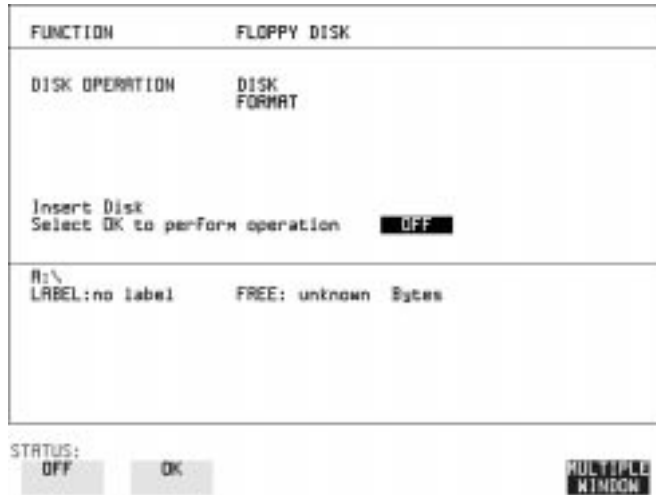 FUNCTION FLOPPY DISK
DISK OPERATION DISK
FORMAT
Insert Disk
Select OK to perform operation OFF
A:\
LABEL:no label FREE: unknown Bytes
STATUS:
OFF OK MULTIPLE
WINDOW